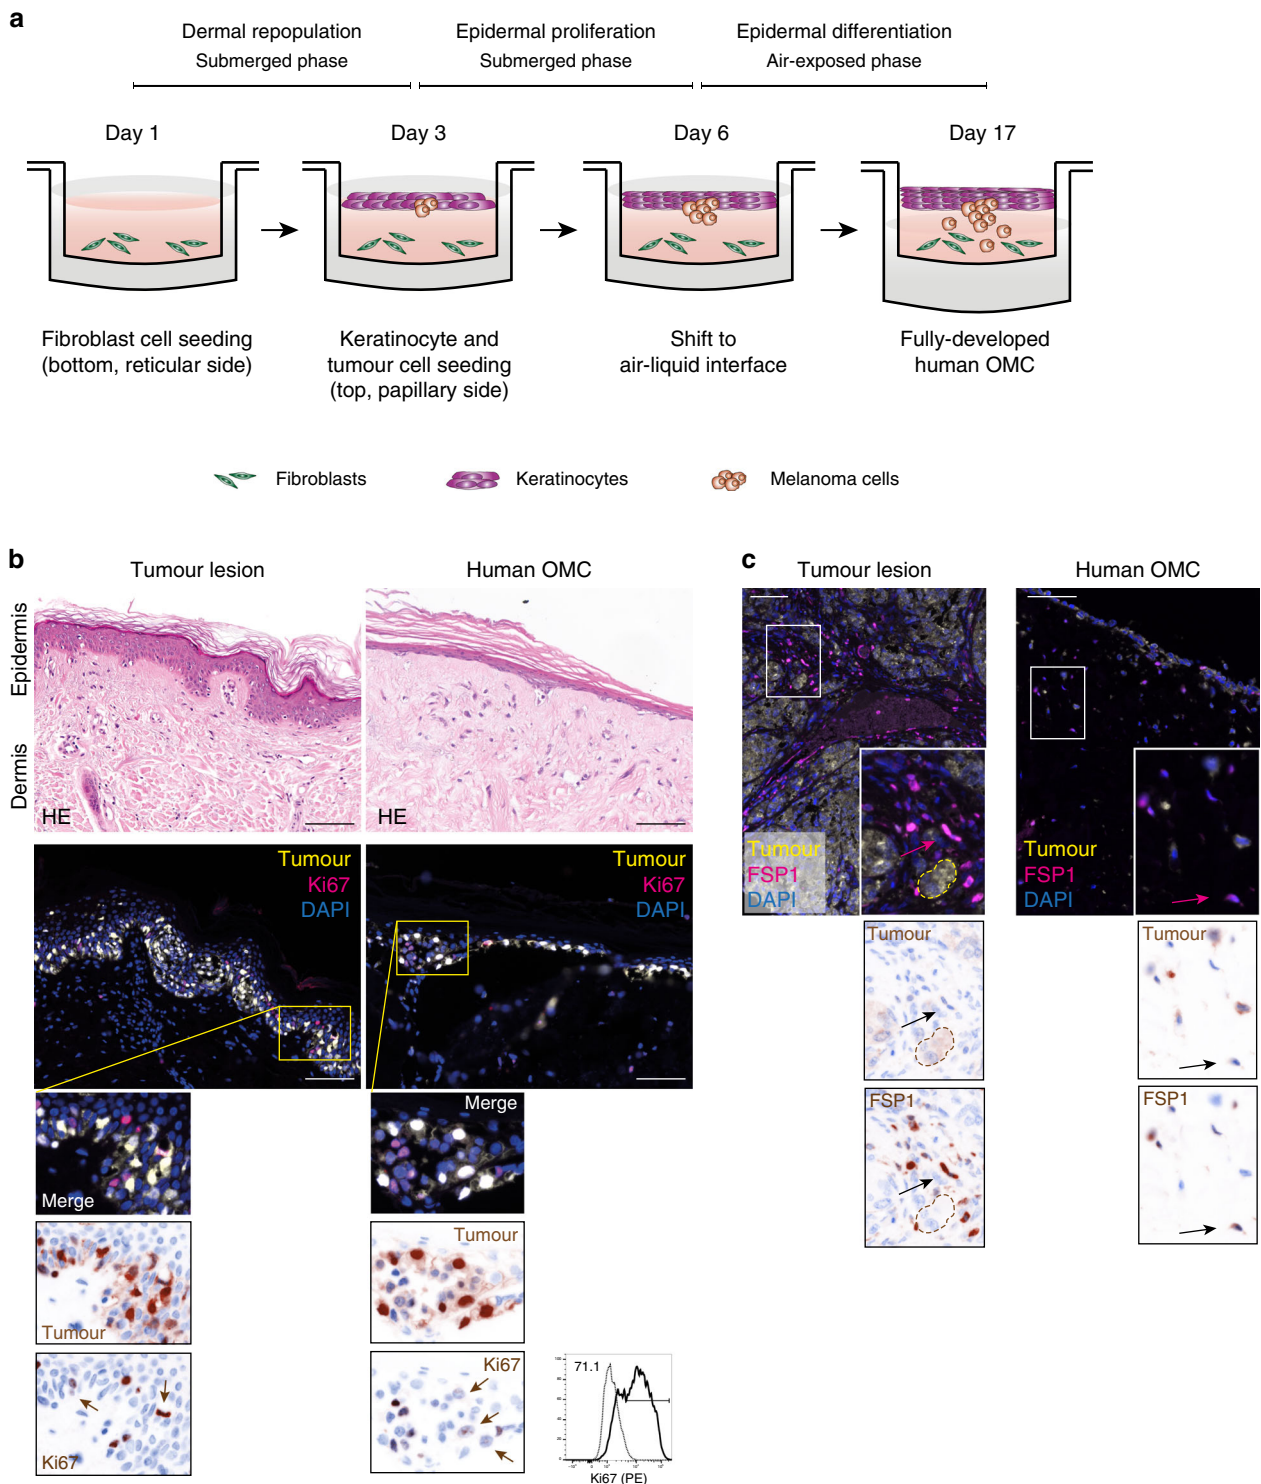 a
Dermal repopulation
Submerged phase
Epidermal proliferation
Submerged phase
Epidermal differentiation
Air-exposed phase
Day 1
Day 3
Day 6
Day 17
Fibroblast cell seeding
(bottom, reticular side)
Keratinocyte and
tumour cell seeding
(top, papillary side)
Shift to
air-liquid interface
Fully-developed
human OMC
Fibroblasts
Keratinocytes
Melanoma cells
b
Tumour lesion
Human OMC
Epidermis
Dermis
HE
HE
Tumour
Ki67
DAPI
Tumour
Ki67
DAPI
Merge
Merge
Tumour
Tumour
Ki67
Ki67
71.1
Ki67 (PE)
c
Tumour lesion
Human OMC
Tumour
FSP1
DAPI
Tumour
FSP1
DAPI
Tumour
Tumour
FSP1
FSP1